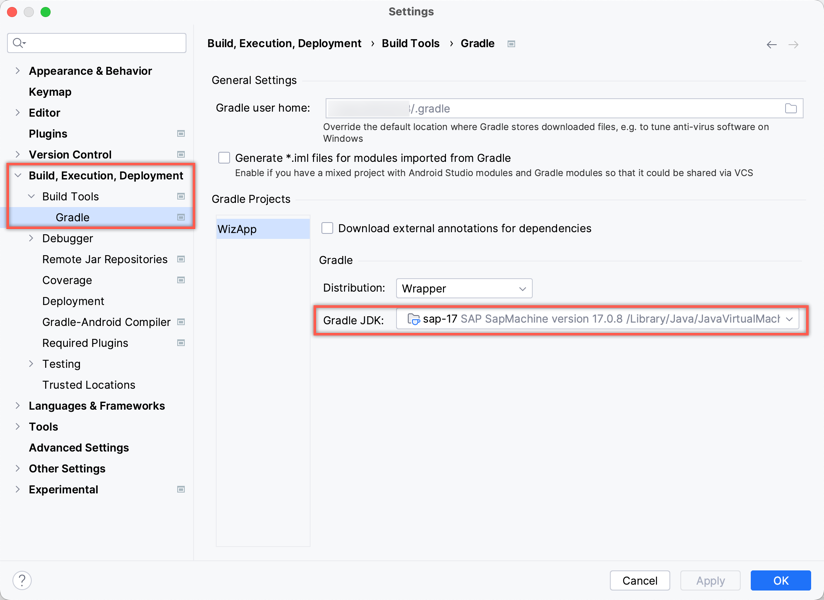 Settings
Build, Execution, Deployment › Build Tools › Gradle
Appearance & Behavior
Keymap
Editor
Plugins
Version Control
Build, Execution, Deployment
Build Tools
Gradle
Debugger
Remote Jar Repositories
Coverage
Deployment
Gradle-Android Compiler
Required Plugins
Testing
Trusted Locations
Languages & Frameworks
Tools
Advanced Settings
Other Settings
Experimental
General Settings
Gradle user home: /.gradle
Override the default location where Gradle stores downloaded files, e.g. to tune anti-virus software on
Windows
Generate *.iml files for modules imported from Gradle
Enable if you have a mixed project with Android Studio modules and Gradle modules so that it could be shared via VCS
Gradle Projects
WizApp
Download external annotations for dependencies
Gradle
Distribution: Wrapper
Gradle JDK: sap-17 SAP SapMachine version 17.0.8 /Library/Java/JavaVirtualMacl
?
Cancel
Apply
OK